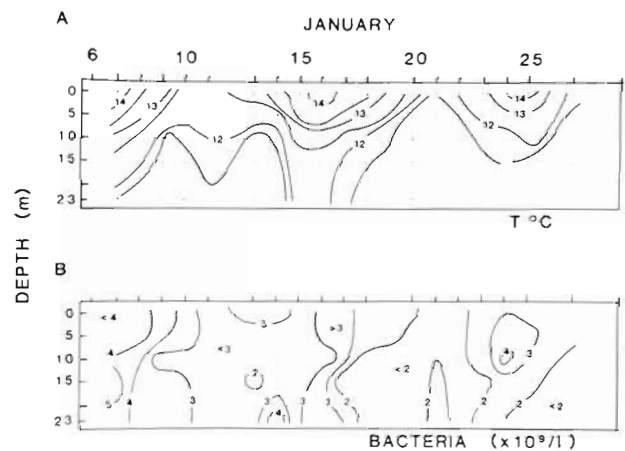 A
JANUARY
6 10 15 20 25
0
5
10
15
23
14 13 12 14 13 12 14 13 12
T °C
DEPTH (m)
B
0
5
10
15
23
<4 3 >3 4 3
4 <3 <2
5 4 3 2 3 4 3 3 2 2 2 2 <2
BACTERIA (x10⁹/l)